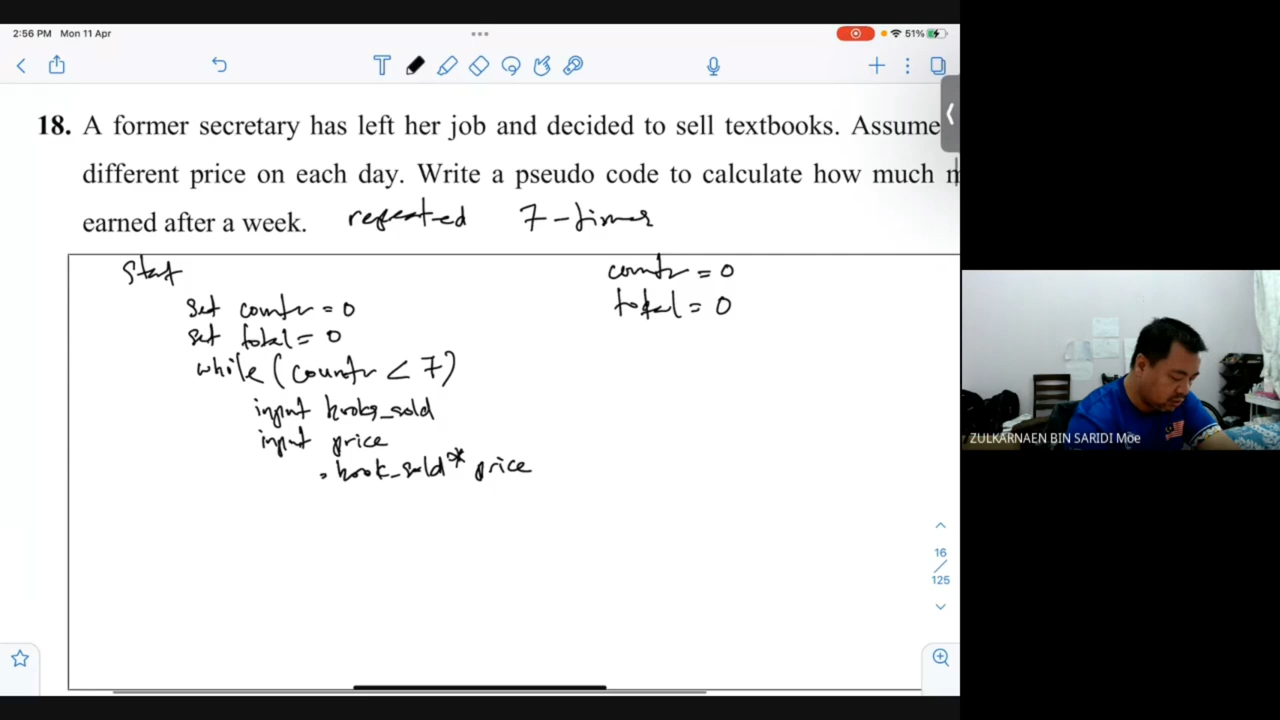 2:56 PM Mon 11 Apr
51%
18. A former secretary has left her job and decided to sell textbooks. Assume
different price on each day. Write a pseudo code to calculate how much
earned after a week. repeated 7-times
Start
counter = 0
total = 0
set counter = 0
set total = 0
while (counter < 7)
input books_sold
input price
book_sold * price
ZULKARNAEN BIN SARIDI Moe
16
/
125